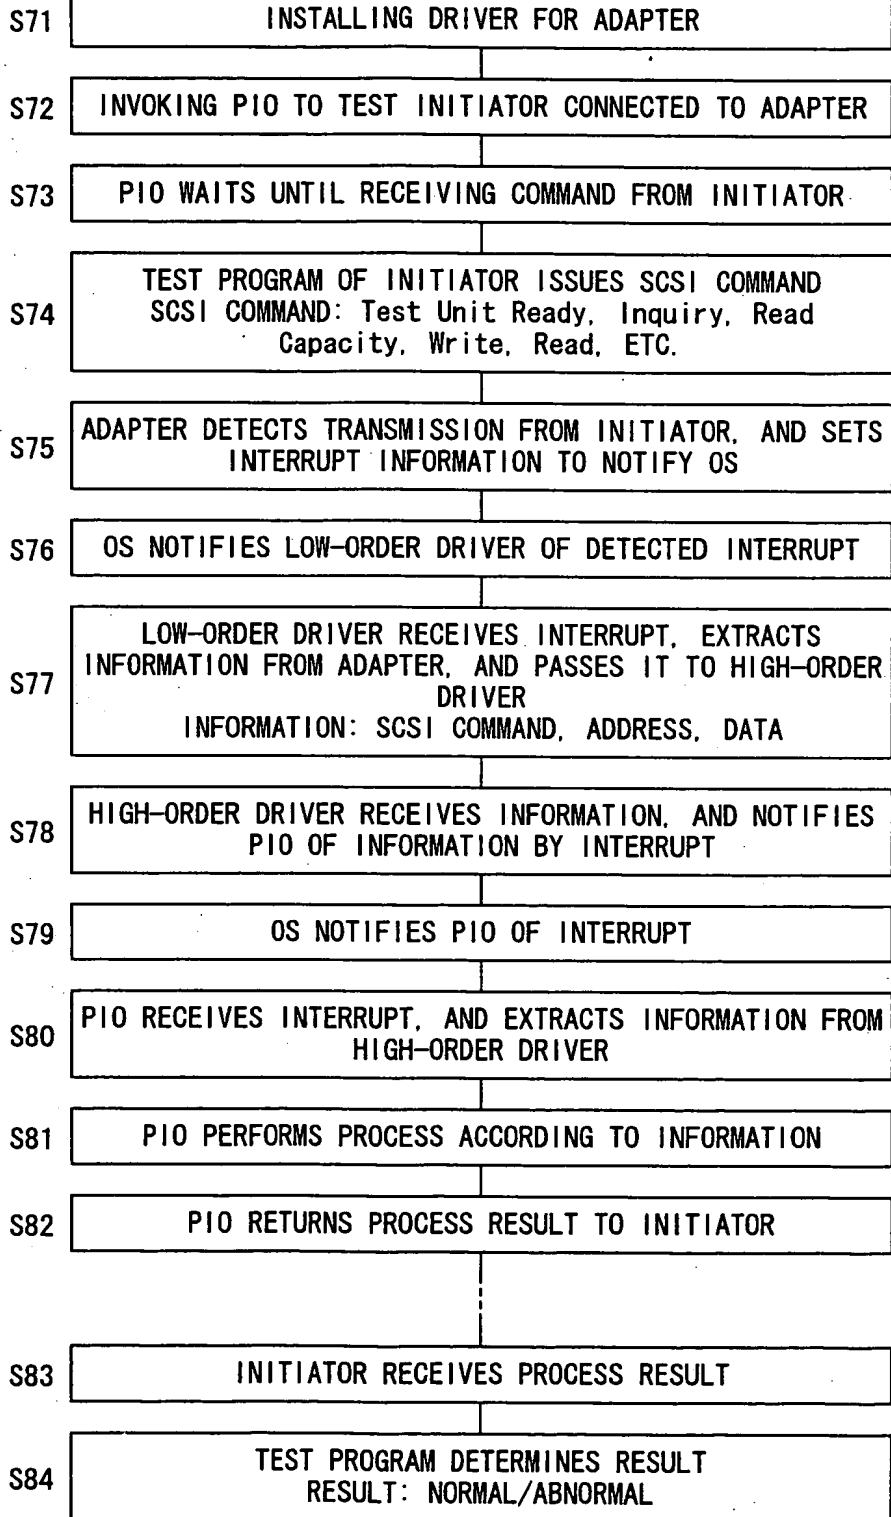 S71 INSTALLING DRIVER FOR ADAPTER
S72 INVOKING PIO TO TEST INITIATOR CONNECTED TO ADAPTER
S73 PIO WAITS UNTIL RECEIVING COMMAND FROM INITIATOR
TEST PROGRAM OF INITIATOR ISSUES SCSI COMMAND
S74 SCSI COMMAND: Test Unit Ready, Inquiry, Read
Capacity, Write, Read, ETC.
S75 ADAPTER DETECTS TRANSMISSION FROM INITIATOR, AND SETS
INTERRUPT INFORMATION TO NOTIFY OS
S76 OS NOTIFIES LOW-ORDER DRIVER OF DETECTED INTERRUPT
LOW-ORDER DRIVER RECEIVES INTERRUPT, EXTRACTS
S77 INFORMATION FROM ADAPTER, AND PASSES IT TO HIGH-ORDER
DRIVER
INFORMATION: SCSI COMMAND, ADDRESS, DATA
S78 HIGH-ORDER DRIVER RECEIVES INFORMATION, AND NOTIFIES
PIO OF INFORMATION BY INTERRUPT
S79 OS NOTIFIES PIO OF INTERRUPT
S80 PIO RECEIVES INTERRUPT, AND EXTRACTS INFORMATION FROM
HIGH-ORDER DRIVER
S81 PIO PERFORMS PROCESS ACCORDING TO INFORMATION
S82 PIO RETURNS PROCESS RESULT TO INITIATOR
S83 INITIATOR RECEIVES PROCESS RESULT
S84 TEST PROGRAM DETERMINES RESULT
RESULT: NORMAL/ABNORMAL